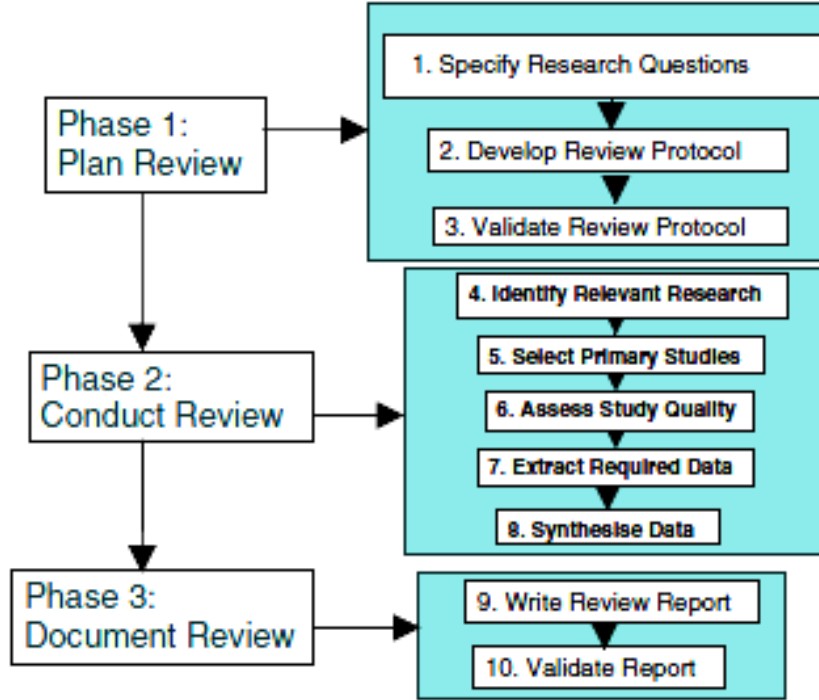 1. Specify Research Questions
Phase 1:
Plan Review
2. Develop Review Protocol
3. Validate Review Protocol
4. Identify Relevant Research
5. Select Primary Studies
Phase 2:
Conduct Review
6. Assess Study Quality
7. Extract Required Data
8. Synthesise Data
Phase 3:
Document Review
9. Write Review Report
10. Validate Report